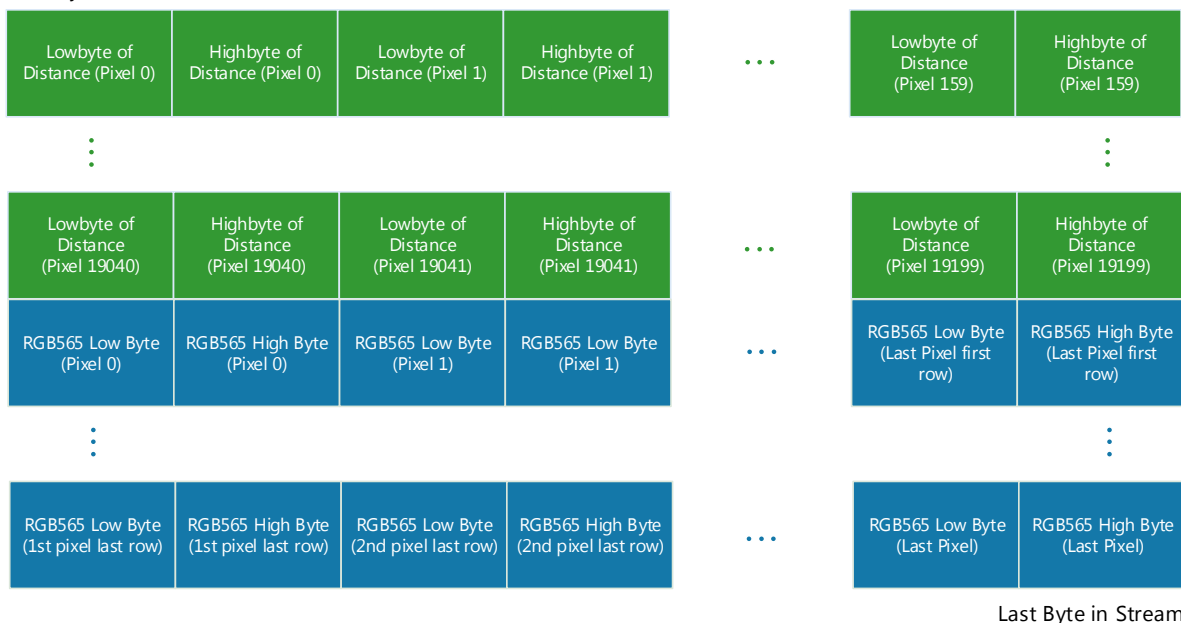 Lowbyte of
Distance (Pixel 0)
Highbyte of
Distance (Pixel 0)
Lowbyte of
Distance (Pixel 1)
Highbyte of
Distance (Pixel 1)
...
Lowbyte of
Distance
(Pixel 159)
Highbyte of
Distance
(Pixel 159)
Lowbyte of
Distance
(Pixel 19040)
Highbyte of
Distance
(Pixel 19040)
Lowbyte of
Distance
(Pixel 19041)
Highbyte of
Distance
(Pixel 19041)
...
Lowbyte of
Distance
(Pixel 19199)
Highbyte of
Distance
(Pixel 19199)
RGB565 Low Byte
(Pixel 0)
RGB565 High Byte
(Pixel 0)
RGB565 Low Byte
(Pixel 1)
RGB565 Low Byte
(Pixel 1)
...
RGB565 Low Byte
(Last Pixel first
row)
RGB565 High Byte
(Last Pixel first
row)
RGB565 Low Byte
(1st pixel last row)
RGB565 High Byte
(1st pixel last row)
RGB565 Low Byte
(2nd pixel last row)
RGB565 High Byte
(2nd pixel last row)
...
RGB565 Low Byte
(Last Pixel)
RGB565 High Byte
(Last Pixel)
Last Byte in Stream